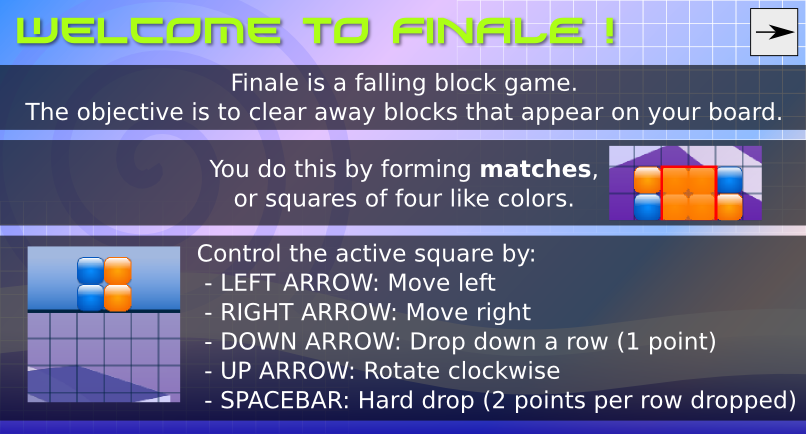 WELCOME TO FINALE !
Finale is a falling block game.
The objective is to clear away blocks that appear on your board.
You do this by forming matches,
or squares of four like colors.
Control the active square by:
- LEFT ARROW: Move left
- RIGHT ARROW: Move right
- DOWN ARROW: Drop down a row (1 point)
- UP ARROW: Rotate clockwise
- SPACEBAR: Hard drop (2 points per row dropped)